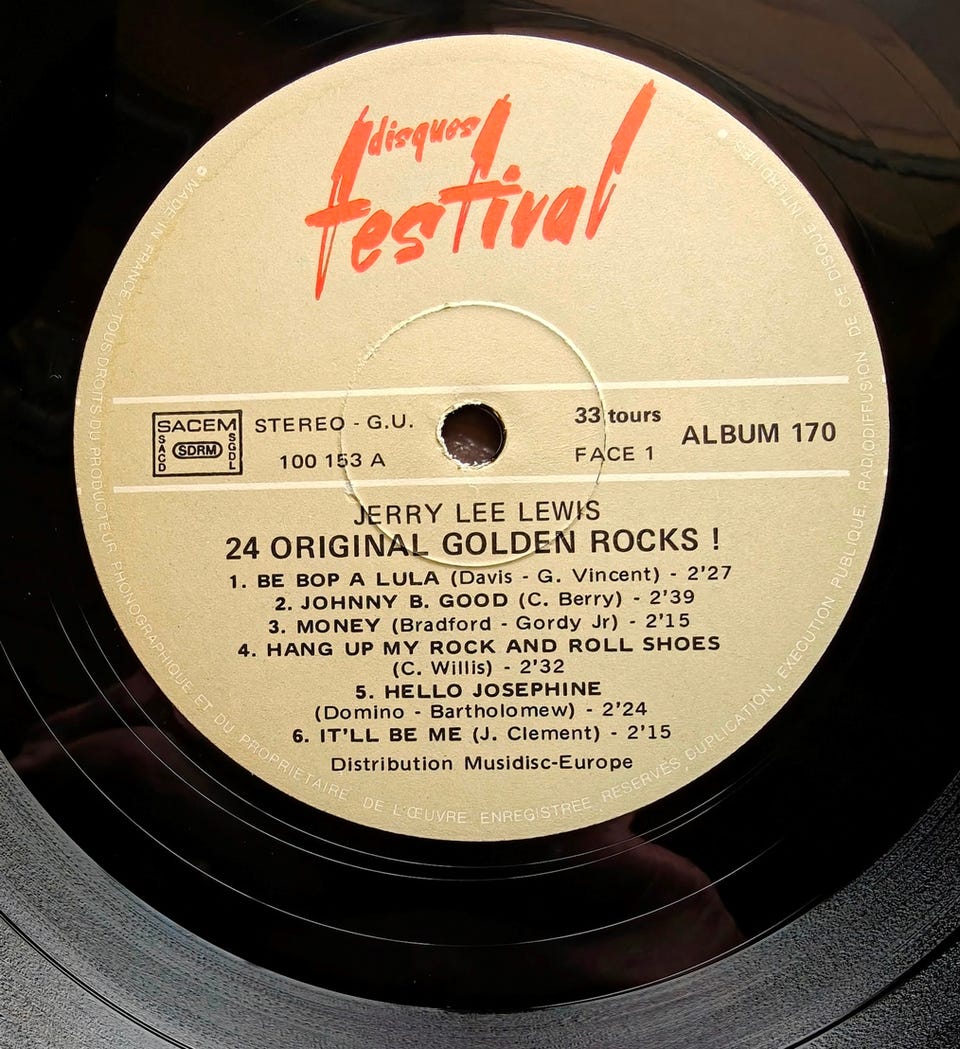 disques
festival
SACEM
SACD
SDRM
SGDL
STEREO - G.U.
100 153 A
33 tours
FACE 1
ALBUM 170
JERRY LEE LEWIS
24 ORIGINAL GOLDEN ROCKS !
1. BE BOP A LULA (Davis - G. Vincent) - 2'27
2. JOHNNY B. GOOD (C. Berry) - 2'39
3. MONEY (Bradford - Gordy Jr) - 2'15
4. HANG UP MY ROCK AND ROLL SHOES
(C. Willis) - 2'32
5. HELLO JOSEPHINE
(Domino - Bartholomew) - 2'24
6. IT'LL BE ME (J. Clement) - 2'15
Distribution Musidisc-Europe
MADE IN FRANCE - TOUS DROITS DU PRODUCTEUR PHONOGRAPHIQUE ET DU PROPRIETAIRE DE L'ŒUVRE ENREGISTREE RESERVES DUPLICATION, EXECUTION PUBLIQUE, RADIODIFFUSION DE CE DISQUE INTERDITES